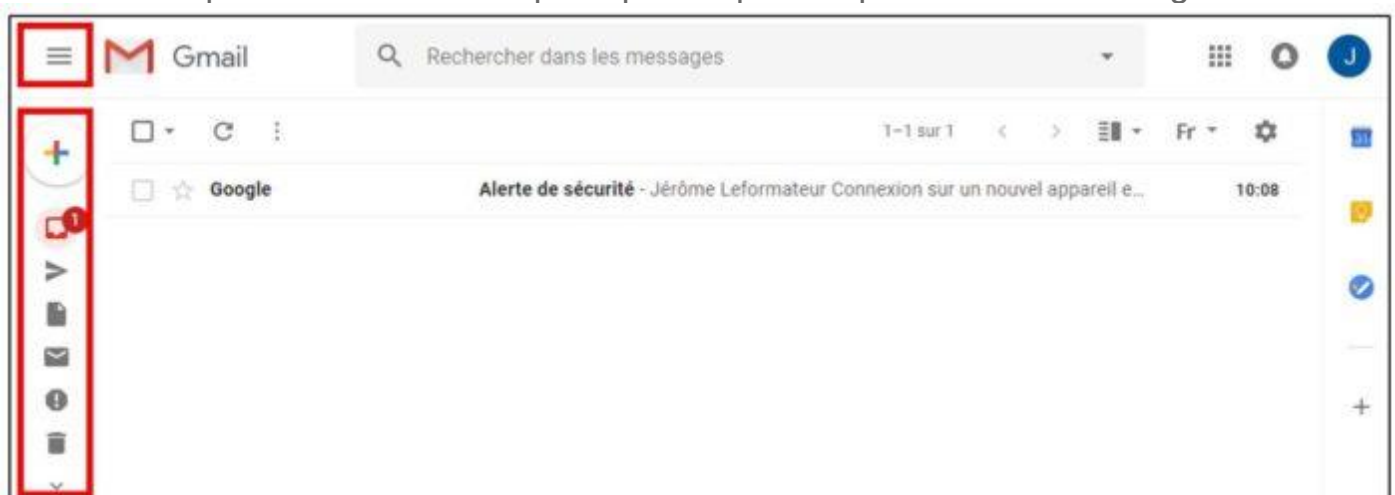 Gmail
Rechercher dans les messages
J
1–1 sur 1
Fr
31
1
Google
Alerte de sécurité - Jérôme Leformateur Connexion sur un nouvel appareil e...
10:08